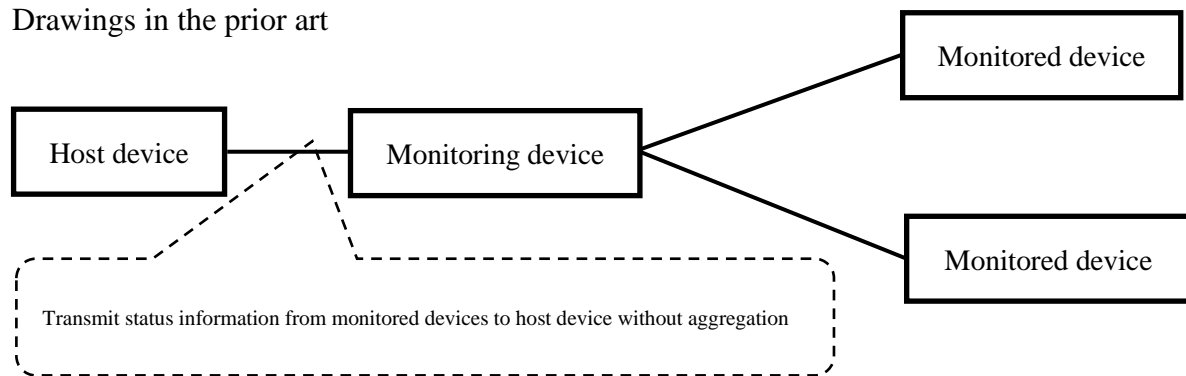 Drawings in the prior art
Monitored device
Host device
Monitoring device
Monitored device
Transmit status information from monitored devices to host device without aggregation